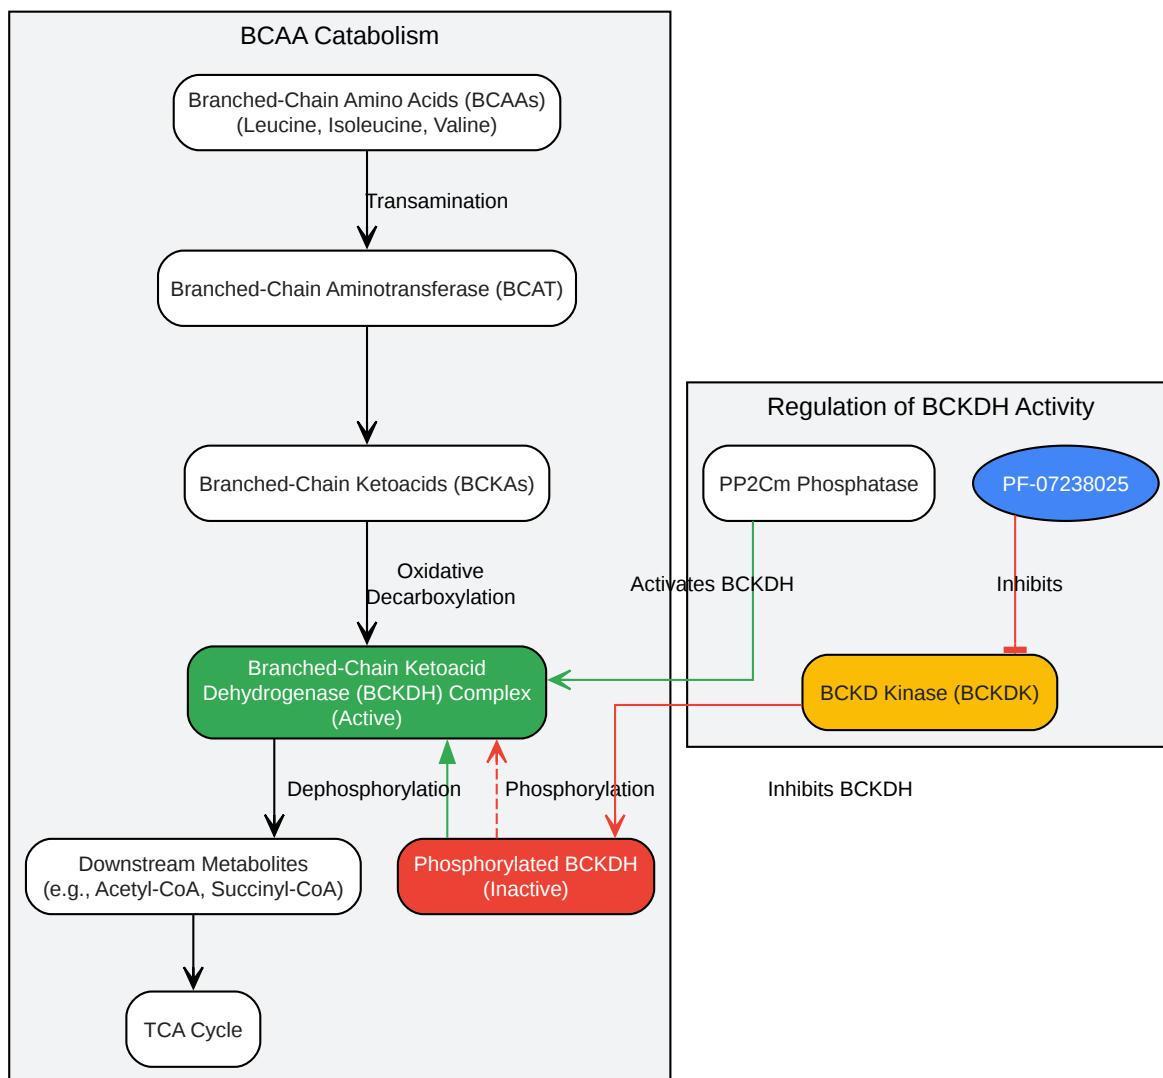 BCAA Catabolism
Branched-Chain Amino Acids (BCAAs)
(Leucine, Isoleucine, Valine)
Transamination
Branched-Chain Aminotransferase (BCAT)
Branched-Chain Ketoacids (BCKAs)
Oxidative
Decarboxylation
Branched-Chain Ketoacid
Dehydrogenase (BCKDH) Complex
(Active)
Dephosphorylation
Phosphorylation
Downstream Metabolites
(e.g., Acetyl-CoA, Succinyl-CoA)
Phosphorylated BCKDH
(Inactive)
TCA Cycle
Regulation of BCKDH Activity
PP2Cm Phosphatase
PF-07238025
Activates BCKDH
Inhibits
BCKD Kinase (BCKDK)
Inhibits BCKDH